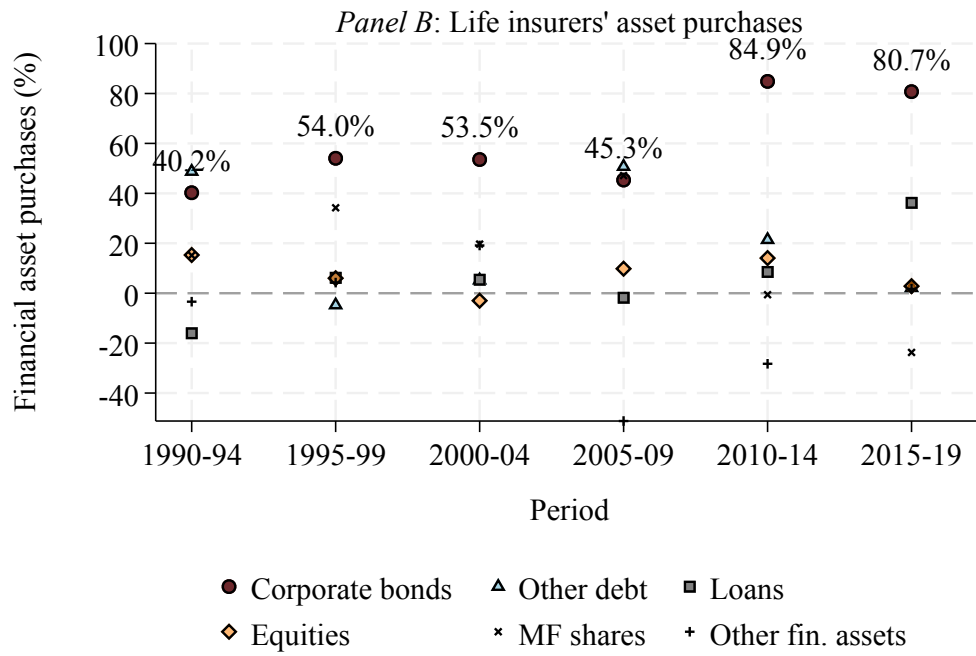 Panel B: Life insurers' asset purchases
Financial asset purchases (%)
100
80
60
40
20
0
-20
-40
40.2%
54.0%
53.5%
45.3%
84.9%
80.7%
1990-94 1995-99 2000-04 2005-09 2010-14 2015-19
Period
Corporate bonds Other debt Loans
Equities MF shares Other fin. assets